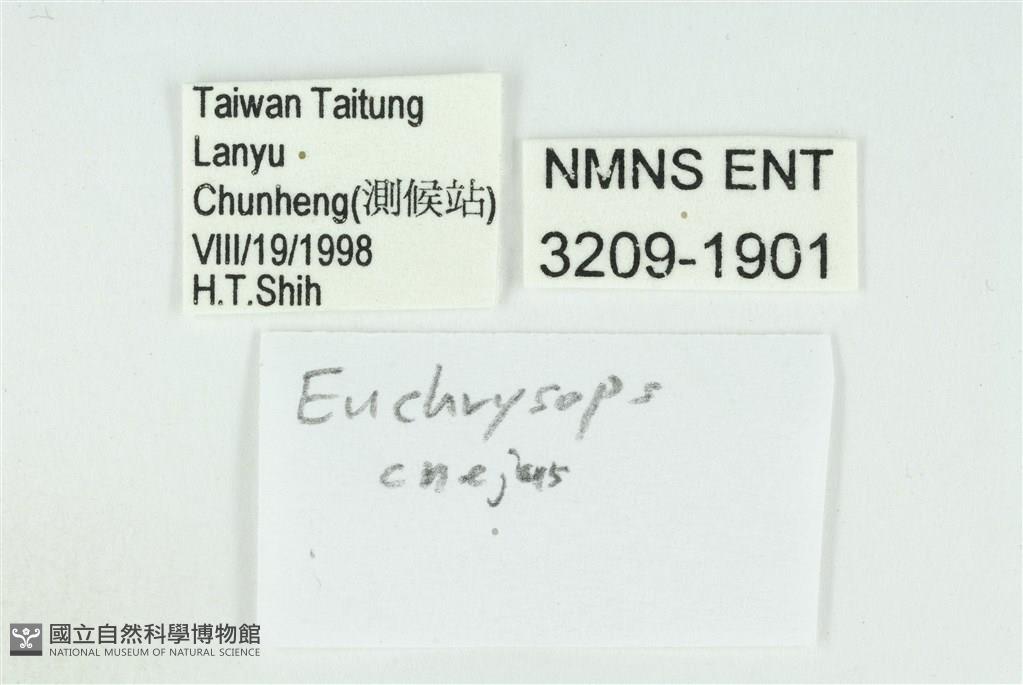 Taiwan Taitung
Lanyu
Chunheng(測候站)
VIII/19/1998
H.T.Shih
NMNS ENT
3209-1901
Euchrysops
cnejus
國立自然科學博物館
NATIONAL MUSEUM OF NATURAL SCIENCE